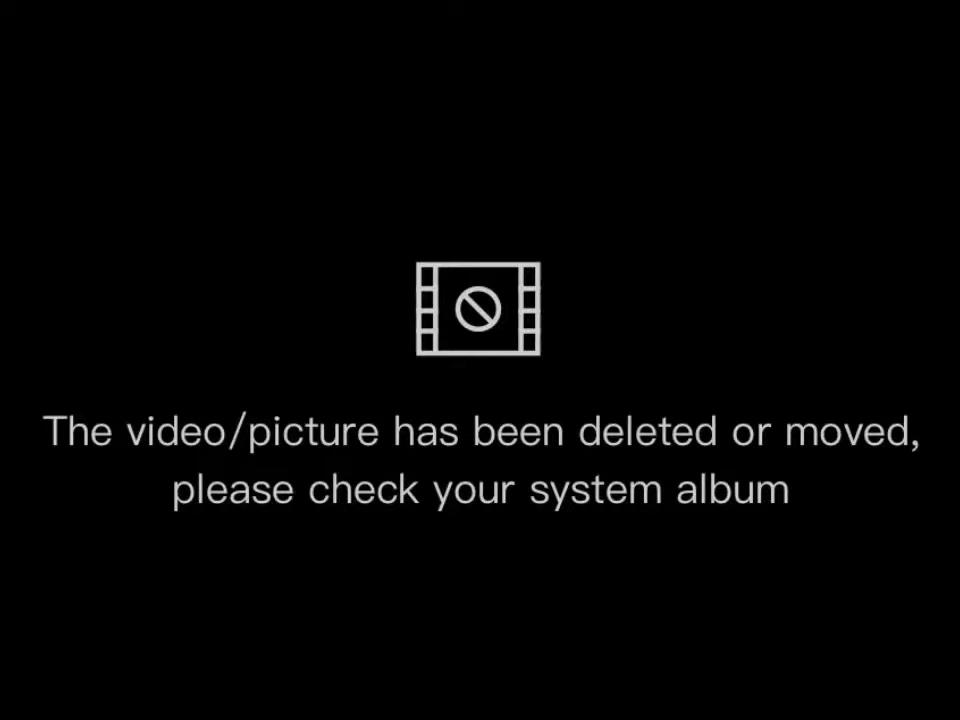 The video/picture has been deleted or moved,
please check your system album